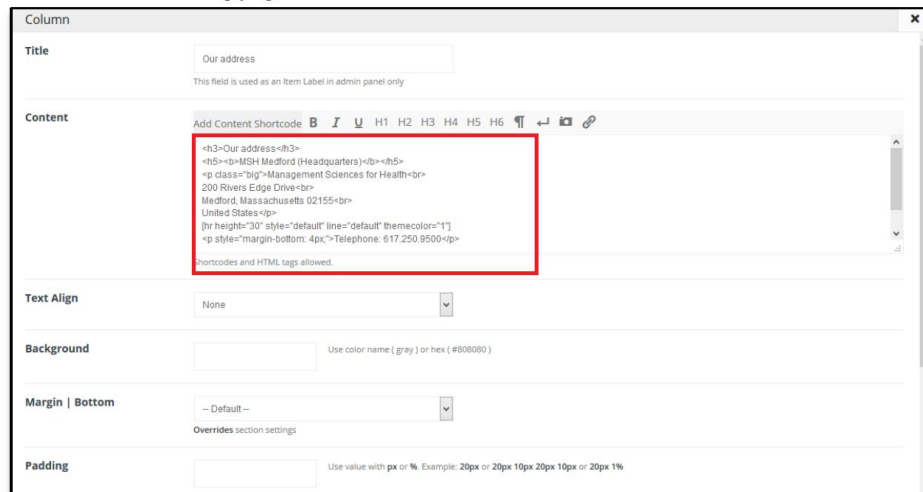 Column
×
Title
Our address
This field is used as an Item Label in admin panel only
Content
Add Content Shortcode B I U H1 H2 H3 H4 H5 H6 ¶
<h3>Our address</h3>
<h5><b>MSH Medford (Headquarters)</b></h5>
<p class="big">Management Sciences for Health<br>
200 Rivers Edge Drive<br>
Medford, Massachusetts 02155<br>
United States</p>
[hr height="30" style="default" line="default" themecolor="1"]
<p style="margin-bottom: 4px;">Telephone: 617.250.9500</p>
Shortcodes and HTML tags allowed.
Text Align
None
Background
Use color name ( gray ) or hex ( #808080 )
Margin | Bottom
-- Default --
Overrides section settings
Padding
Use value with px or %. Example: 20px or 20px 10px 20px 10px or 20px 1%